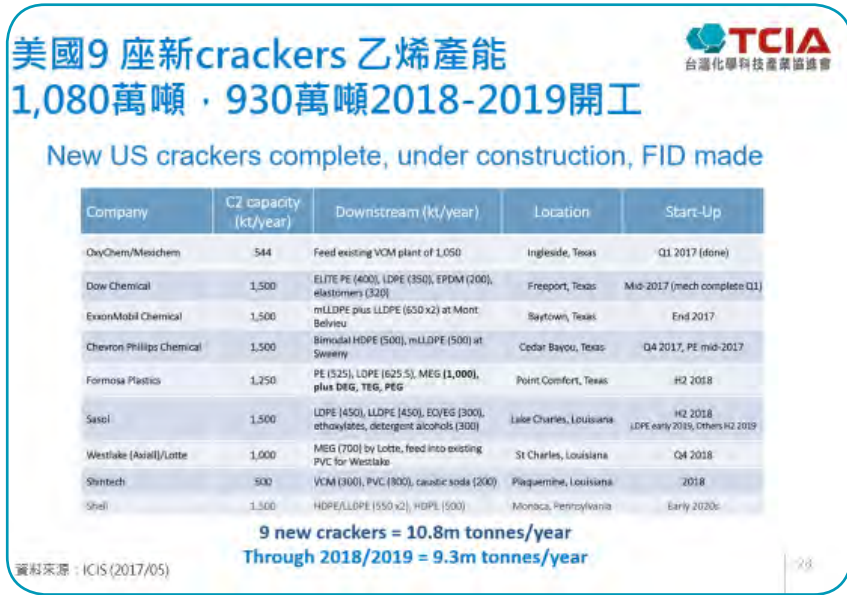 美國9 座新crackers 乙烯產能
1,080萬噸，930萬噸2018-2019開工
TCIA
台灣化學科技產業協進會
New US crackers complete, under construction, FID made
Company C2 capacity (kt/year) Downstream (kt/year) Location Start-Up
OxyChem/Mexichem 544 Feed existing VCM plant of 1,050 Ingleside, Texas Q1 2017 (done)
Dow Chemical 1,500 ELITE PE (400), LDPE (350), EPDM (200), elastomers (320) Freeport, Texas Mid-2017 (mech complete Q1)
ExxonMobil Chemical 1,500 mLLDPE plus LLDPE (650 x2) at Mont Belvieu Baytown, Texas End 2017
Chevron Phillips Chemical 1,500 Bimodal HDPE (500), mLLDPE (500) at Sweeny Cedar Bayou, Texas Q4 2017, PE mid-2017
Formosa Plastics 1,250 PE (525), LDPE (625.5), MEG (1,000), plus DEG, TEG, PEG Point Comfort, Texas H2 2018
Sasol 1,500 LDPE (450), LLDPE (450), EO/EG (300), ethoxylates, detergent alcohols (300) Lake Charles, Louisiana H2 2018 LDPE early 2019, Others H2 2019
Westlake (Axiall)/Lotte 1,000 MEG (700) by Lotte, feed into existing PVC for Westlake St Charles, Louisiana Q4 2018
Shintech 500 VCM (300), PVC (300), caustic soda (200) Plaquemine, Louisiana 2018
Shell 1,500 HDPE/LLDPE (550 x2), HDPE (500) Monaca, Pennsylvania Early 2020s
9 new crackers = 10.8m tonnes/year
Through 2018/2019 = 9.3m tonnes/year
資料來源：ICIS (2017/05)